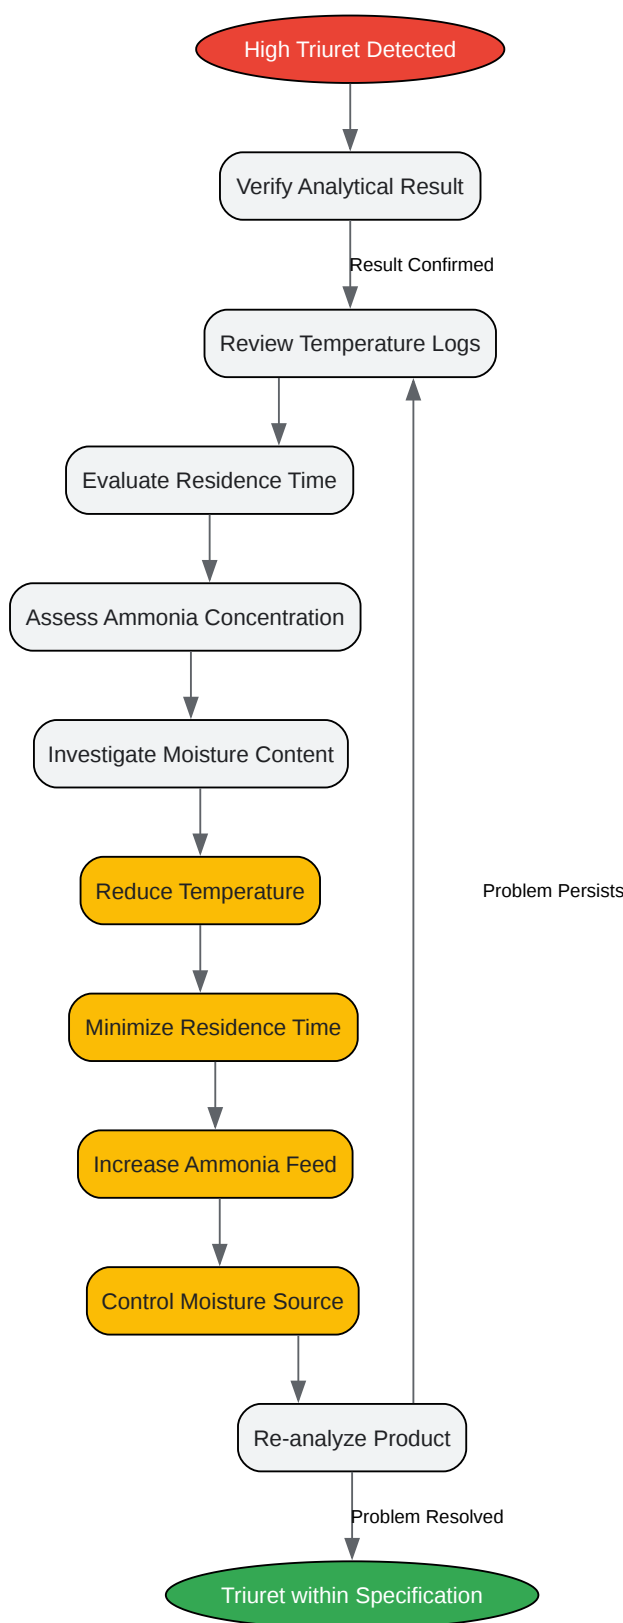 High Triuret Detected
Verify Analytical Result
Result Confirmed
Review Temperature Logs
Evaluate Residence Time
Assess Ammonia Concentration
Investigate Moisture Content
Reduce Temperature
Problem Persists
Minimize Residence Time
Increase Ammonia Feed
Control Moisture Source
Re-analyze Product
Problem Resolved
Triuret within Specification